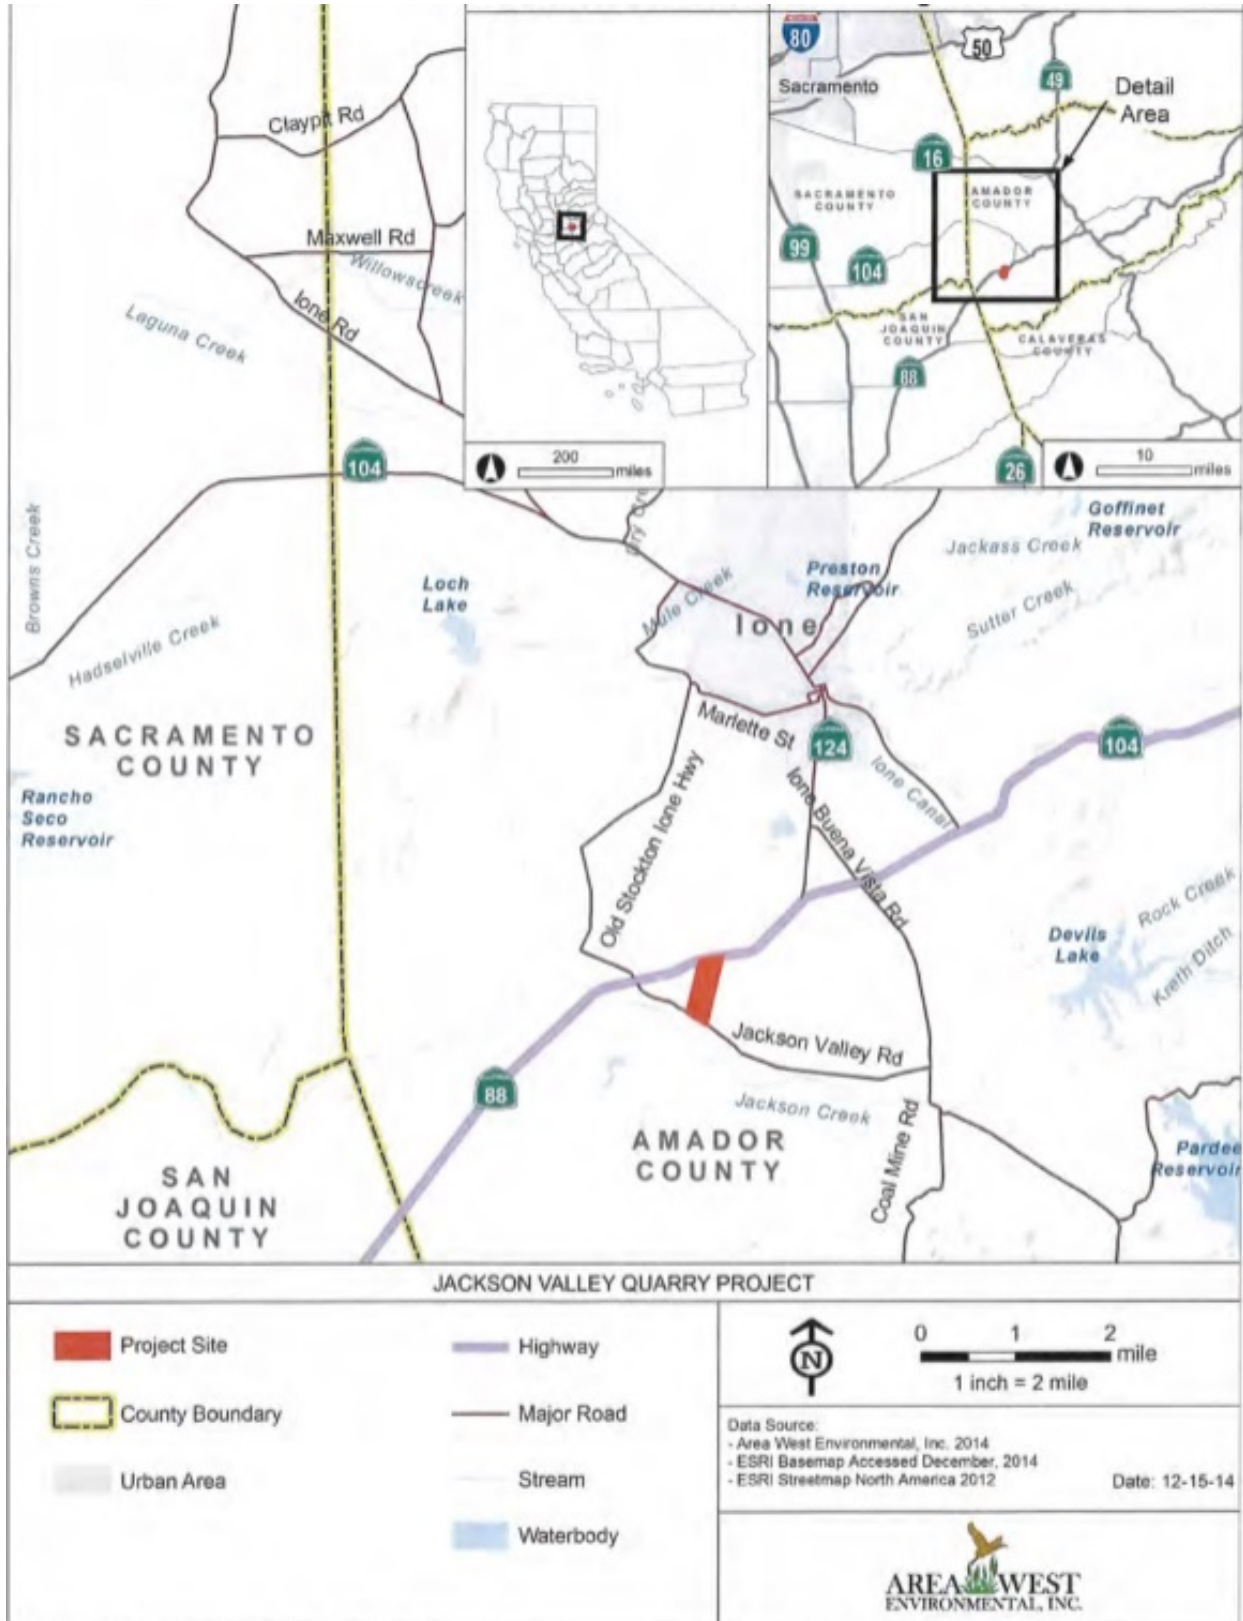 Claypit Rd
Maxwell Rd
Willowscreek
Ione Rd
Laguna Creek
104
200
miles
80
50
49
Sacramento
Detail
Area
16
SACRAMENTO
COUNTY
AMADOR
COUNTY
99
104
SAN
JOAQUIN
COUNTY
CALAVERAS
COUNTY
88
26
10
miles
Browns Creek
Hadselville Creek
Loch
Lake
Mule Creek
Ione
Preston
Reservoir
Goffinet
Reservoir
Jackass Creek
Sutter Creek
SACRAMENTO
COUNTY
Rancho
Seco
Reservoir
Marlette St
124
104
Ione Canal
Ione Buena Vista Rd
Old Stockton Ione Hwy
Devils
Lake
Rock Creek
Kreth Ditch
Jackson Valley Rd
88
Jackson Creek
AMADOR
COUNTY
Coal Mine Rd
Pardee
Reservoir
SAN
JOAQUIN
COUNTY
JACKSON VALLEY QUARRY PROJECT
Project Site
County Boundary
Urban Area
Highway
Major Road
Stream
Waterbody
N
0 1 2
mile
1 inch = 2 mile
Data Source:
- Area West Environmental, Inc. 2014
- ESRI Basemap Accessed December, 2014
- ESRI Streetmap North America 2012
Date: 12-15-14
AREA WEST
ENVIRONMENTAL, INC.